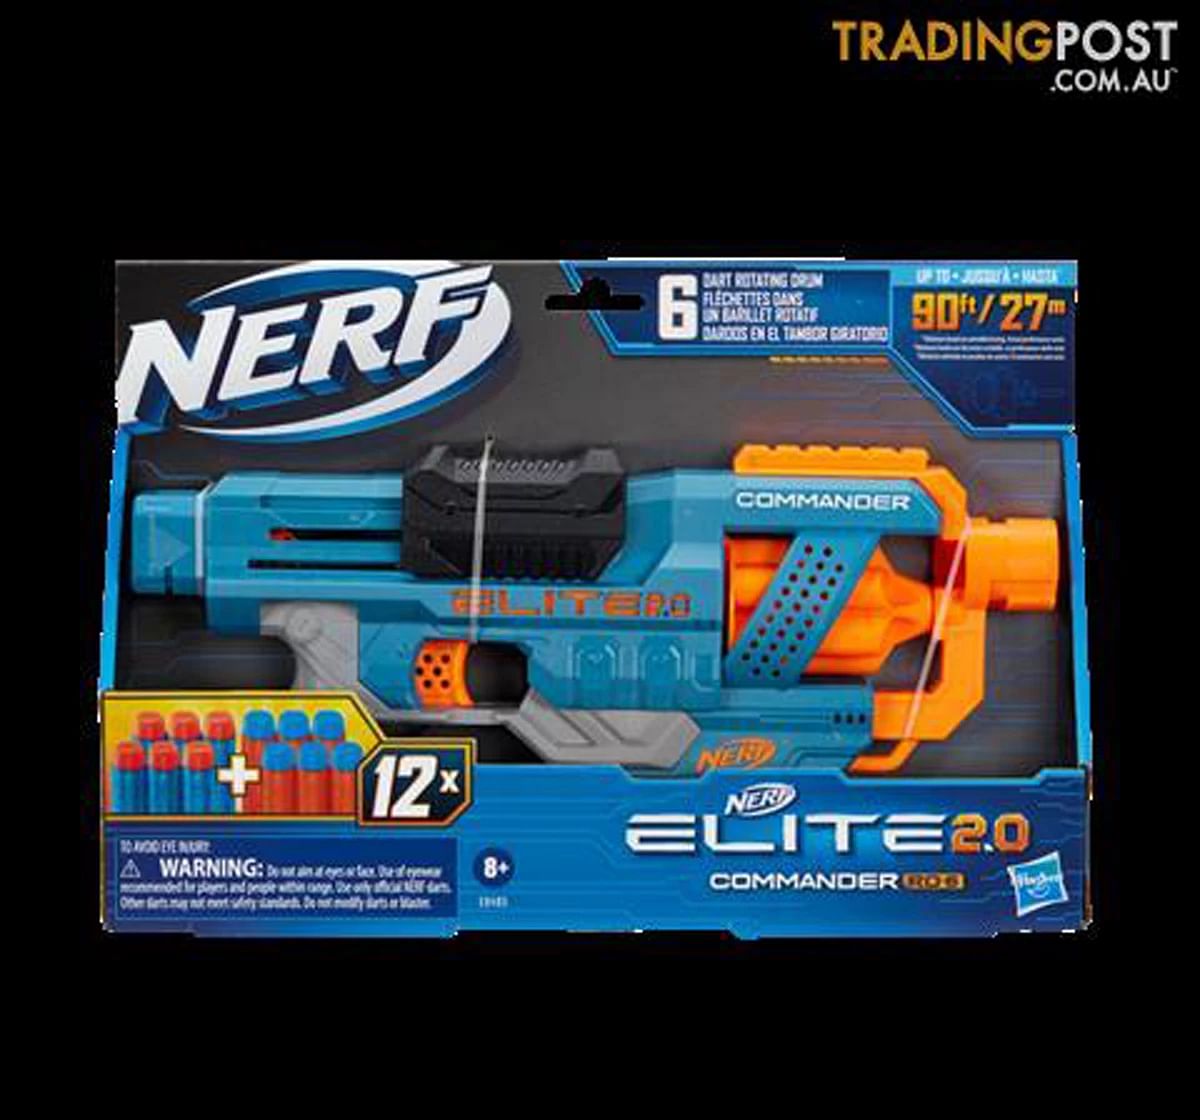 TRADINGPOST
.COM.AU
NERF
6
DART ROTATING DRUM
FLÉCHETTES DANS
UN BARILLET ROTATIF
DARDOS EN EL TAMBOR GIRATORIO
UP TO • JUSQU'À • HASTA
90ft/27m
COMMANDER
ELITE 2.0
NERF
12x
TO AVOID EYE INJURY:
WARNING: Do not aim at eyes or face. Use of eyewear
recommended for players and people within range. Use only official NERF darts.
Other darts may not meet safety standards. Do not modify darts or blaster.
8+
NERF
ELITE 2.0
COMMANDER RD-6
Hasbro